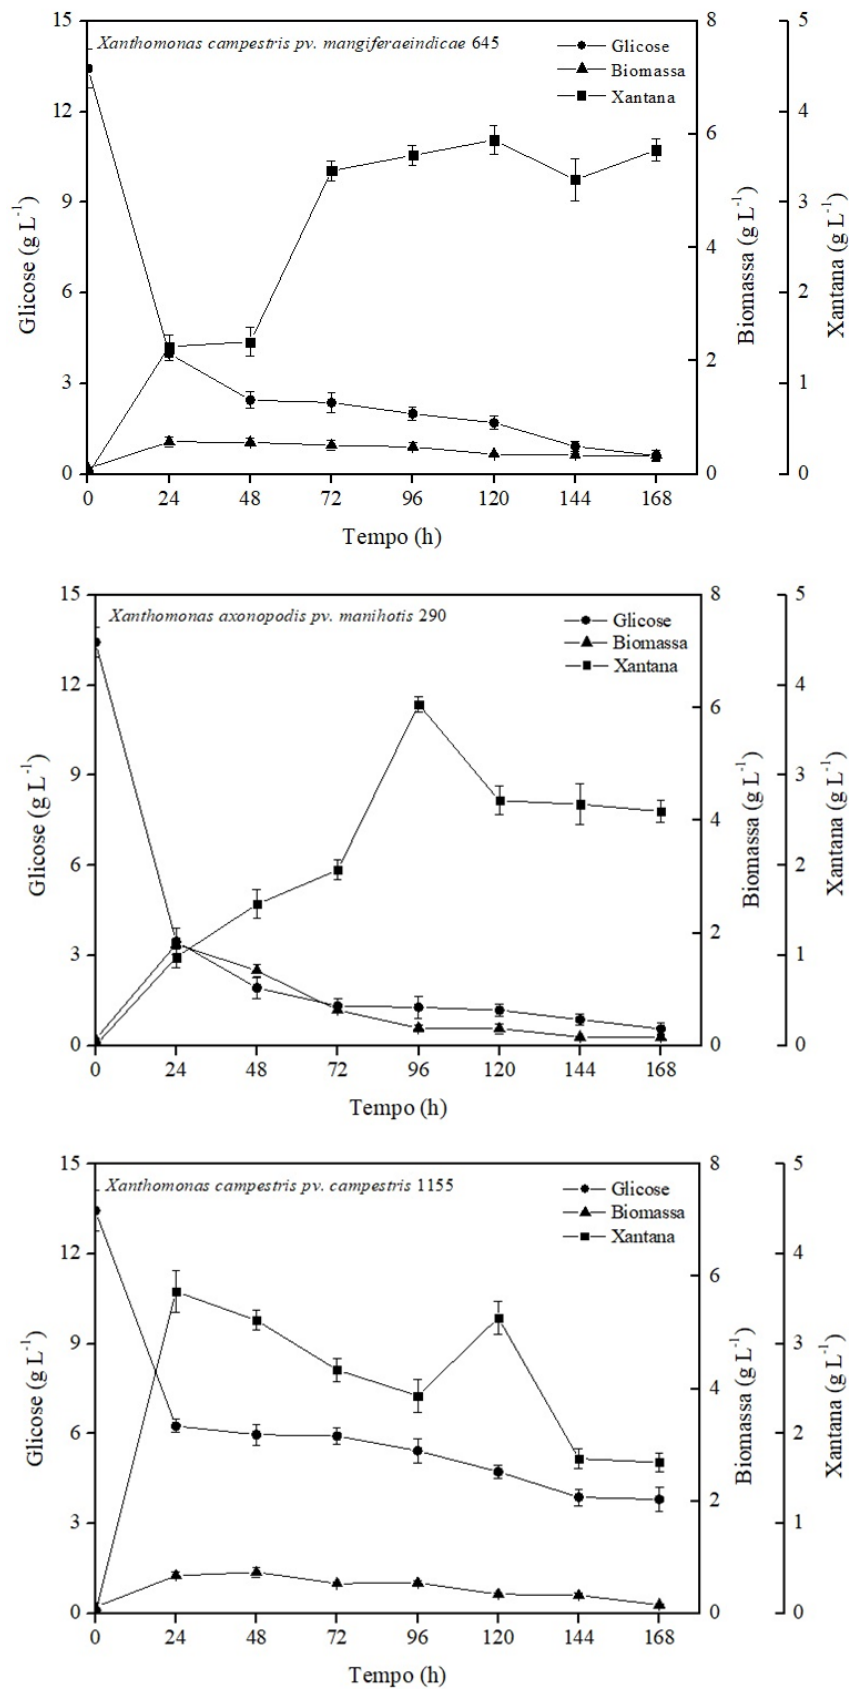 Xanthomonas campestris pv. mangiferaeindicae 645
Glicose
Biomassa
Xantana
15
12
9
6
3
0
Glicose (g L-1)
8
6
4
2
0
Biomassa (g L-1)
5
4
3
2
1
0
Xantana (g L-1)
0 24 48 72 96 120 144 168
Tempo (h)
Xanthomonas axonopodis pv. manihotis 290
Glicose
Biomassa
Xantana
15
12
9
6
3
0
Glicose (g L-1)
8
6
4
2
0
Biomassa (g L-1)
5
4
3
2
1
0
Xantana (g L-1)
0 24 48 72 96 120 144 168
Tempo (h)
Xanthomonas campestris pv. campestris 1155
Glicose
Biomassa
Xantana
15
12
9
6
3
0
Glicose (g L-1)
8
6
4
2
0
Biomassa (g L-1)
5
4
3
2
1
0
Xantana (g L-1)
0 24 48 72 96 120 144 168
Tempo (h)